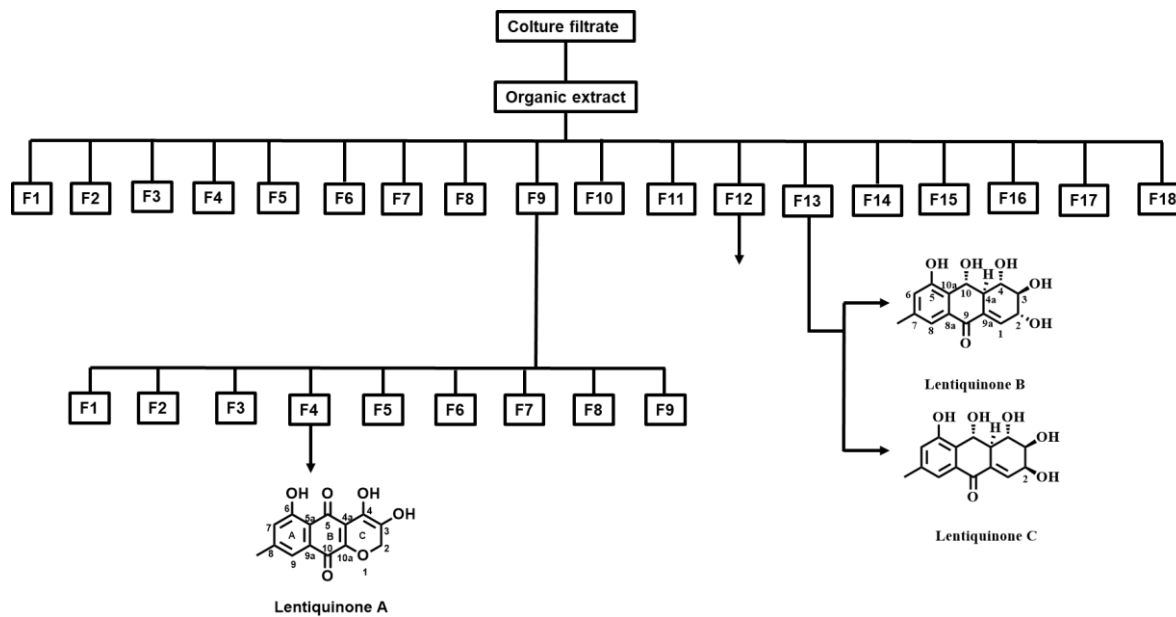 Colture filtrate
Organic extract
F1 F2 F3 F4 F5 F6 F7 F8 F9 F10 F11 F12 F13 F14 F15 F16 F17 F18
OH OH H OH
10a 4 OH
6 5 10 4a 3
7 8 8a 9 9a 1 2 OH
O
Lentiquinone B
F1 F2 F3 F4 F5 F6 F7 F8 F9
OH OH H OH
OH
2 OH
O
Lentiquinone C
OH O OH
6 4 OH
7 5a 5 4a 3
A B C
8 9a 10 10a 2
9 O 1
O
Lentiquinone A